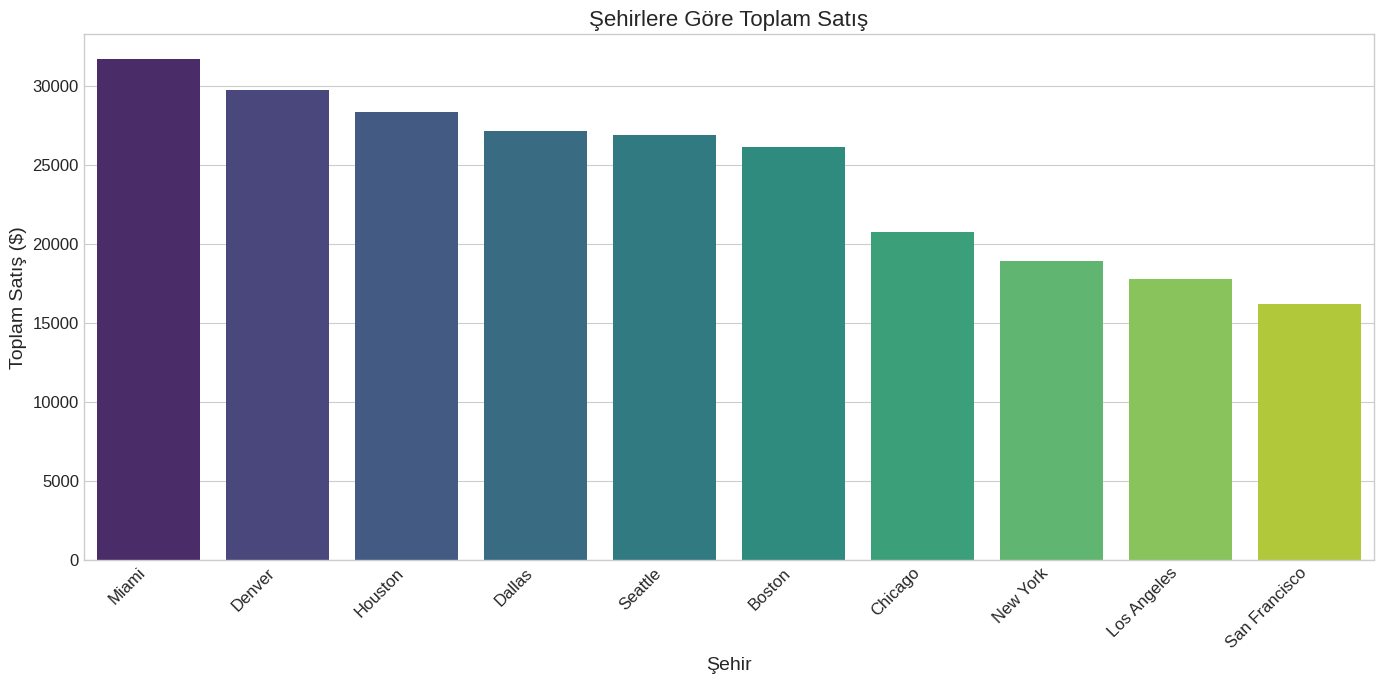 Şehirlere Göre Toplam Satış
Toplam Satış ($)
30000
25000
20000
15000
10000
5000
0
Miami
Denver
Houston
Dallas
Seattle
Boston
Chicago
New York
Los Angeles
San Francisco
Şehir